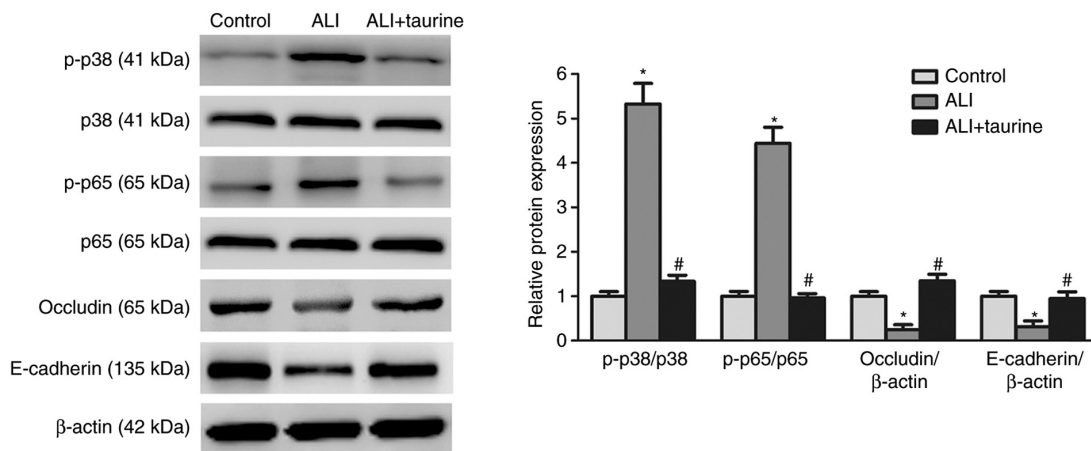 Control ALI ALI+taurine
p-p38 (41 kDa)
p38 (41 kDa)
p-p65 (65 kDa)
p65 (65 kDa)
Occludin (65 kDa)
E-cadherin (135 kDa)
β-actin (42 kDa)
Relative protein expression
6
5
4
3
2
1
0
* * * *
# # # #
Control
ALI
ALI+taurine
p-p38/p38 p-p65/p65 Occludin/ E-cadherin/
β-actin β-actin